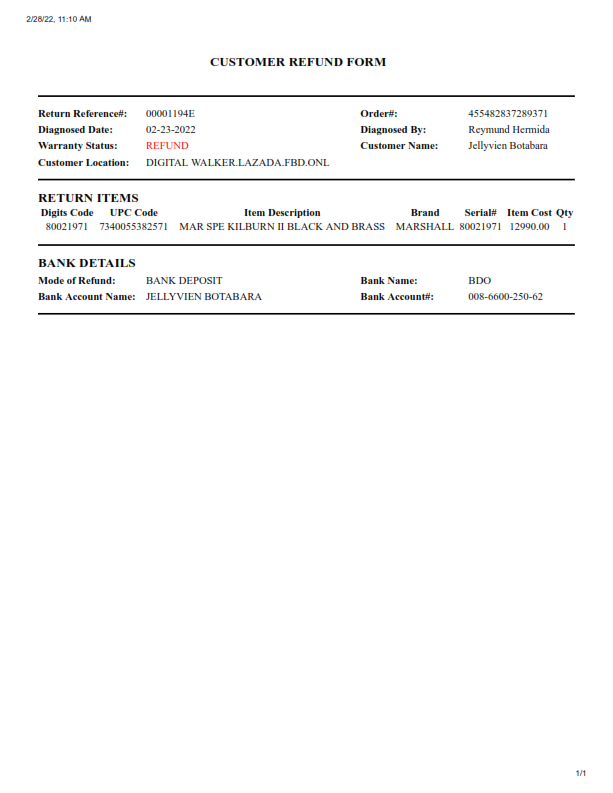 2/28/22, 11:10 AM
CUSTOMER REFUND FORM
Return Reference#: 00001194E Order#: 455482837289371
Diagnosed Date: 02-23-2022 Diagnosed By: Reymund Hermida
Warranty Status: REFUND Customer Name: Jellyvien Botabara
Customer Location: DIGITAL WALKER.LAZADA.FBD.ONL
RETURN ITEMS
Digits Code UPC Code Item Description Brand Serial# Item Cost Qty
80021971 7340055382571 MAR SPE KILBURN II BLACK AND BRASS MARSHALL 80021971 12990.00 1
BANK DETAILS
Mode of Refund: BANK DEPOSIT Bank Name: BDO
Bank Account Name: JELLYVIEN BOTABARA Bank Account#: 008-6600-250-62
1/1